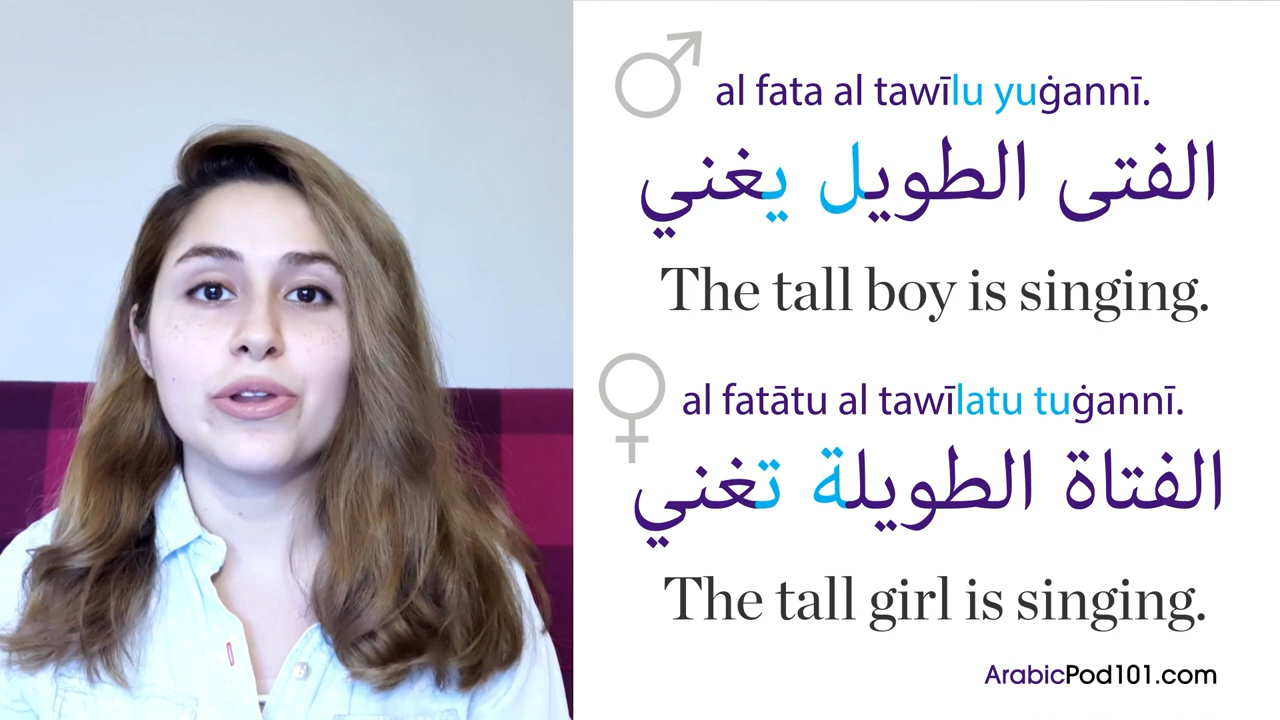 al fata al tawīlu yuġannī.
الفتى الطويل يغني
The tall boy is singing.
al fatātu al tawīlatu tuġannī.
الفتاة الطويلة تغني
The tall girl is singing.
ArabicPod101.com